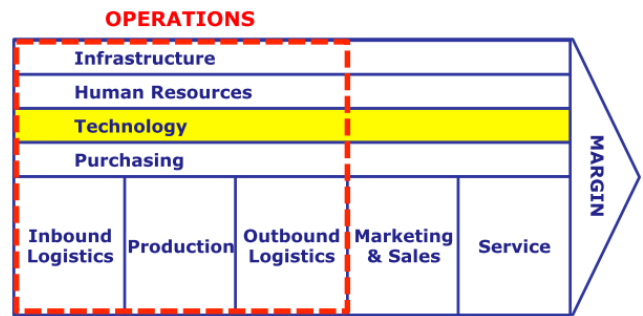 OPERATIONS
Infrastructure
Human Resources
Technology
Purchasing
Inbound
Logistics
Production
Outbound
Logistics
Marketing
& Sales
Service
MARGIN